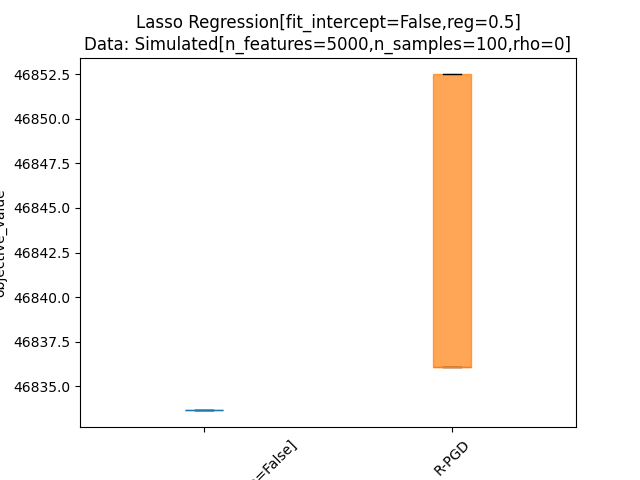 Lasso Regression[fit_intercept=False,reg=0.5]
Data: Simulated[n_features=5000,n_samples=100,rho=0]
46852.5
46850.0
46847.5
46845.0
46842.5
46840.0
46837.5
46835.0
objective_value
=False]
R-PGD